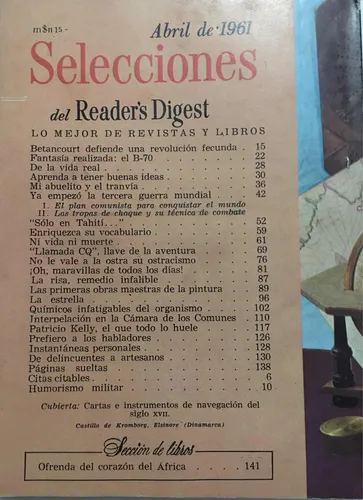 m$n 15-
Abril de 1961
Selecciones
del Reader's Digest
LO MEJOR DE REVISTAS Y LIBROS
Betancourt defiende una revolución fecunda . 15
Fantasía realizada: el B-70 . . . . . . 22
De la vida real . . . . . . . . . 28
Aprenda a tener buenas ideas . . . . . 30
Mi abuelito y el tranvía . . . . . . . 36
Ya empezó la tercera guerra mundial . . . . 42
I. El plan comunista para conquistar el mundo
II. Las tropas de choque y su técnica de combate
"Sólo en Tahití. . ." . . . . . . . . 52
Enriquezca su vocabulario . . . . . . 59
Ni vida ni muerte . . . . . . . . . 61
"Llamada CQ", llave de la aventura . . . . 69
No le vale a la ostra su ostracismo . . . . 76
¡Oh, maravillas de todos los días! . . . . . 81
La risa, remedio infalible . . . . . . . 87
Las primeras obras maestras de la pintura . . 89
La estrella . . . . . . . . . . 96
Químicos infatigables del organismo . . . . 102
Interpelación en la Cámara de los Comunes . . 110
Patricio Kelly, el que todo lo huele . . . . 117
Prefiero a los habladores . . . . . . . 126
Instantáneas personales . . . . . . . 128
De delincuentes a artesanos . . . . . . 130
Páginas sueltas . . . . . . . . . 138
Citas citables . . . . . . . . . . 6
Humorismo militar . . . . . . . . 10
Cubierta: Cartas e instrumentos de navegación del
siglo XVII.
Castillo de Kromborg, Elsinore (Dinamarca)
Sección de libros
Ofrenda del corazón del Africa . . . . 141